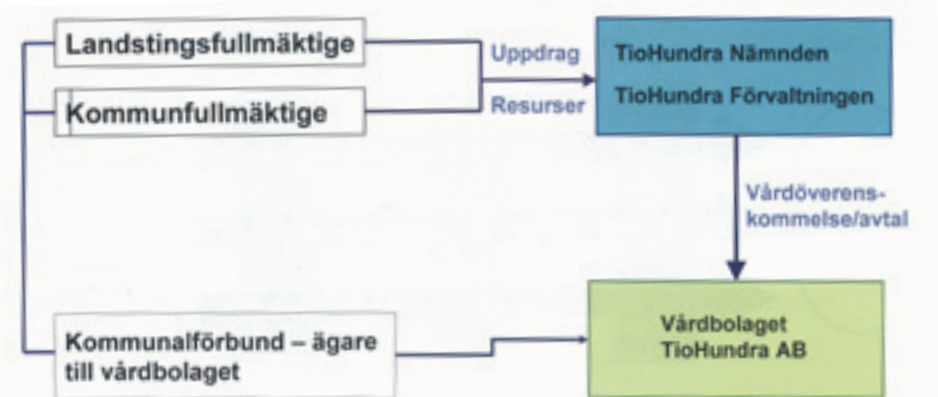 Landstingsfullmäktige
Kommunfullmäktige
Uppdrag
Resurser
TioHundra Nämnden
TioHundra Förvaltningen
Vårdöverens-
kommelse/avtal
Kommunalförbund – ägare
till vårdbolaget
Vårdbolaget
TioHundra AB